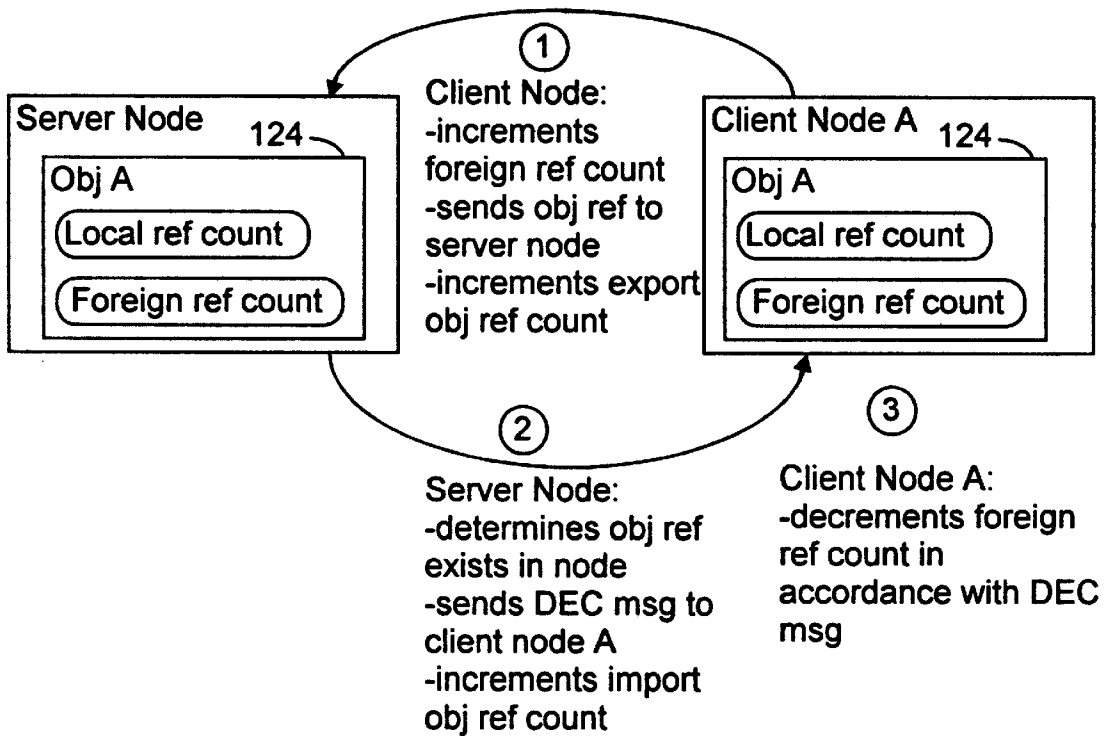 1
Client Node:
-increments
foreign ref count
-sends obj ref to
server node
-increments export
obj ref count
Server Node
124
Obj A
Local ref count
Foreign ref count
Client Node A
124
Obj A
Local ref count
Foreign ref count
2
Server Node:
-determines obj ref
exists in node
-sends DEC msg to
client node A
-increments import
obj ref count
3
Client Node A:
-decrements foreign
ref count in
accordance with DEC
msg